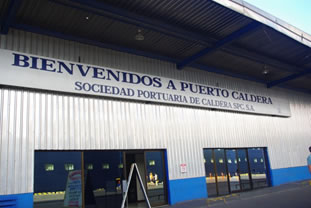 BIENVENIDOS A PUERTO CALDERA
SOCIEDAD PORTUARIA DE CALDERA SPC, S.A.